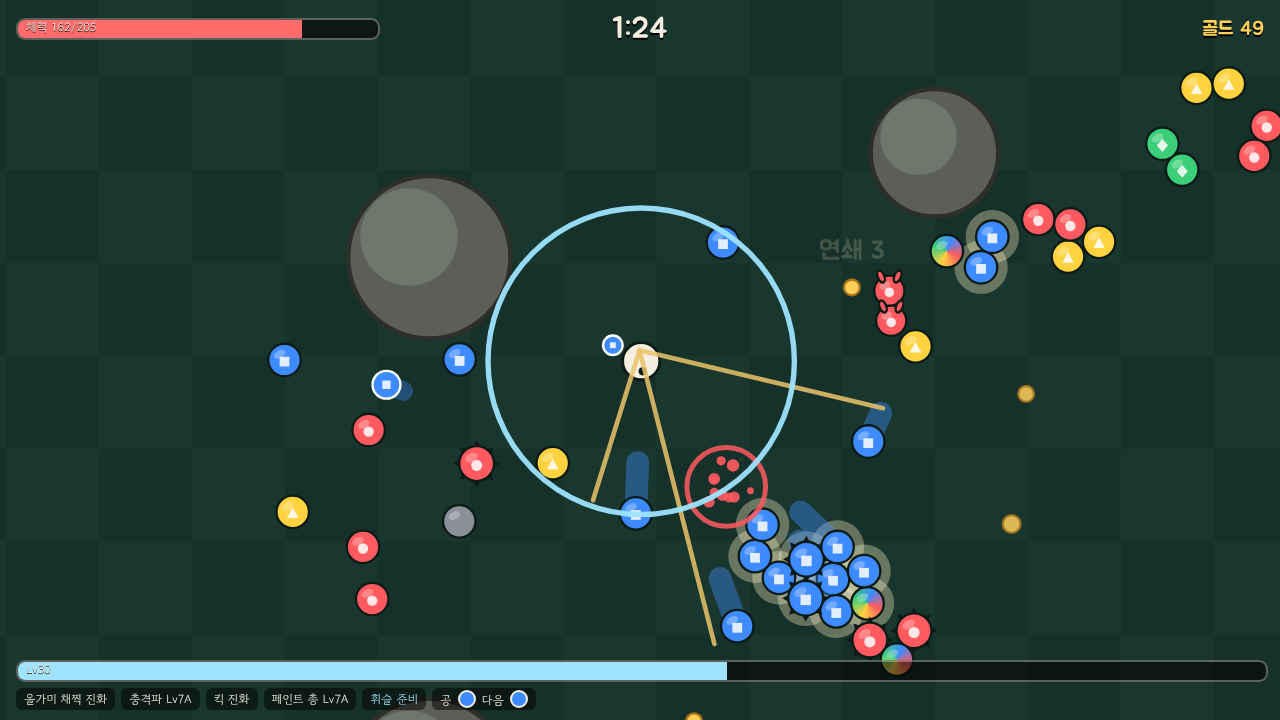 체력 162/205
1:24
골드 49
연쇄 3
Lv30
올가미 채찍 진화
충격파 Lv7A
킥 진화
페인트 총 Lv7A
휘슬 준비
공
다음